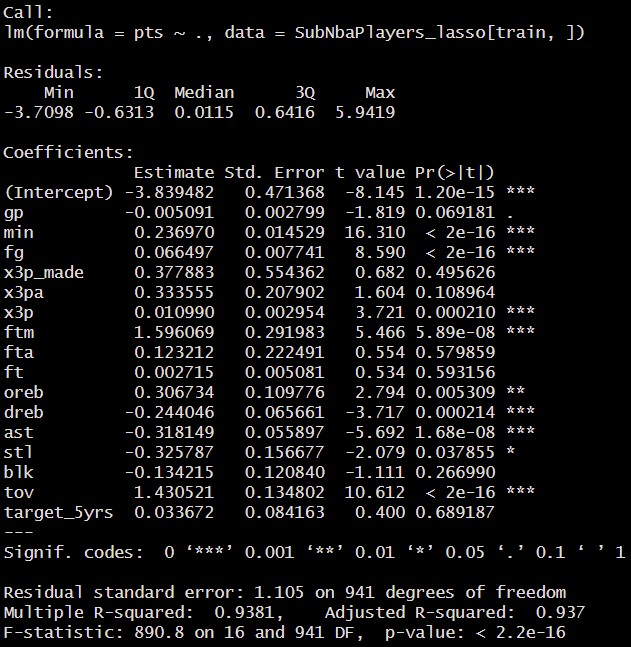 Call:
lm(formula = pts ~ ., data = SubNbaPlayers_lasso[train, ])
Residuals:
Min 1Q Median 3Q Max
-3.7098 -0.6313 0.0115 0.6416 5.9419
Coefficients:
Estimate Std. Error t value Pr(>|t|)
(Intercept) -3.839482 0.471368 -8.145 1.20e-15 ***
gp -0.005091 0.002799 -1.819 0.069181 .
min 0.236970 0.014529 16.310 < 2e-16 ***
fg 0.066497 0.007741 8.590 < 2e-16 ***
x3p_made 0.377883 0.554362 0.682 0.495626
x3pa 0.333555 0.207902 1.604 0.108964
x3p 0.010990 0.002954 3.721 0.000210 ***
ftm 1.596069 0.291983 5.466 5.89e-08 ***
fta 0.123212 0.222491 0.554 0.579859
ft 0.002715 0.005081 0.534 0.593156
oreb 0.306734 0.109776 2.794 0.005309 **
dreb -0.244046 0.065661 -3.717 0.000214 ***
ast -0.318149 0.055897 -5.692 1.68e-08 ***
stl -0.325787 0.156677 -2.079 0.037855 *
blk -0.134215 0.120840 -1.111 0.266990
tov 1.430521 0.134802 10.612 < 2e-16 ***
target_5yrs 0.033672 0.084163 0.400 0.689187
---
Signif. codes: 0 ‘***’ 0.001 ‘**’ 0.01 ‘*’ 0.05 ‘.’ 0.1 ‘ ’ 1
Residual standard error: 1.105 on 941 degrees of freedom
Multiple R-squared: 0.9381, Adjusted R-squared: 0.937
F-statistic: 890.8 on 16 and 941 DF, p-value: < 2.2e-16